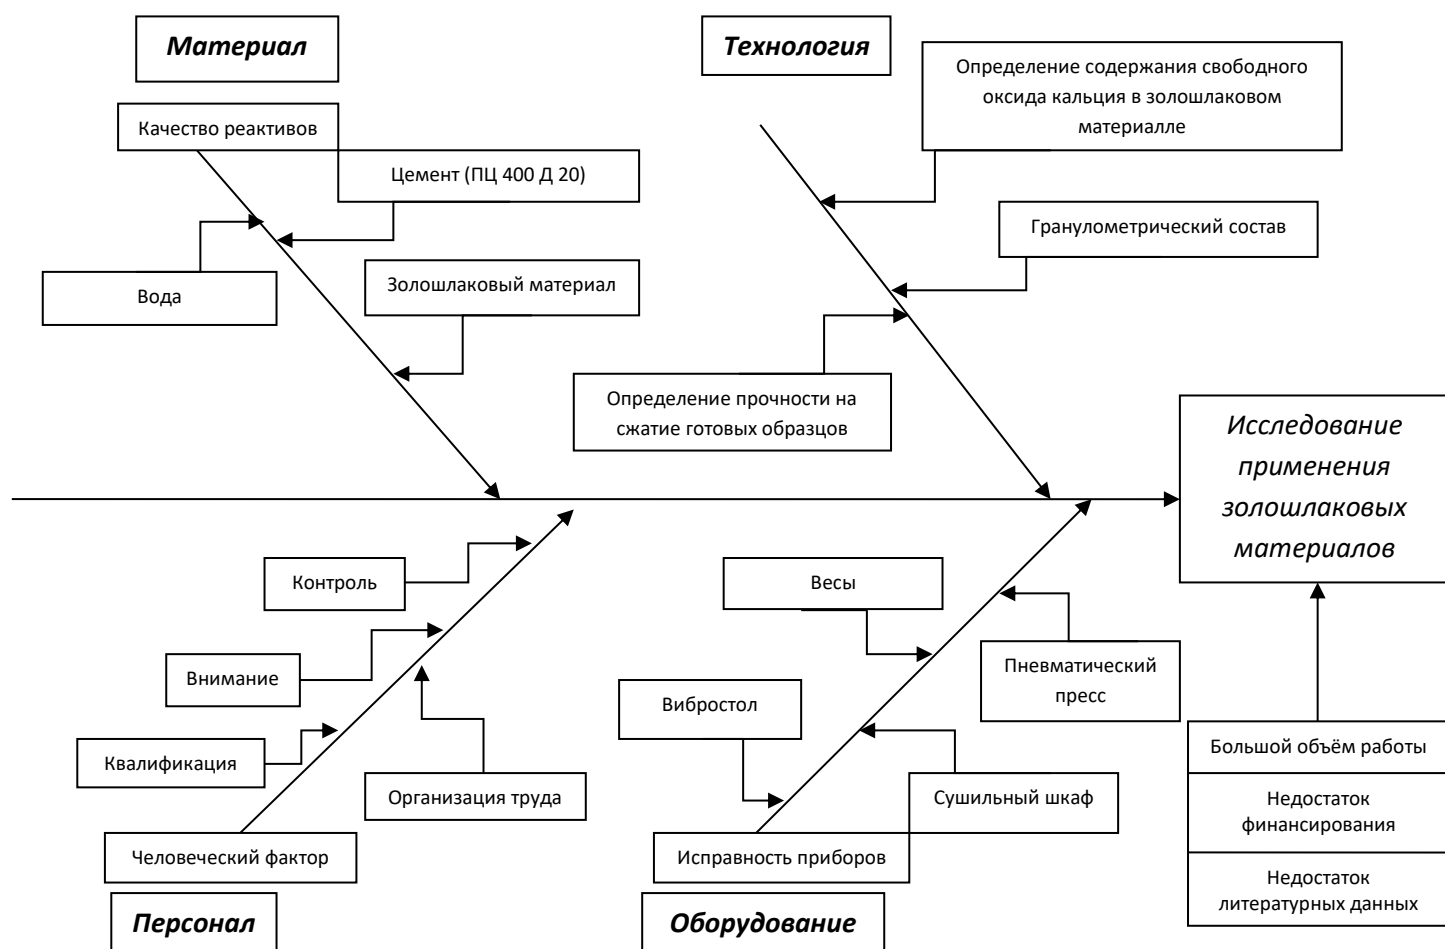 Материал
Технология
Определение содержания свободного
оксида кальция в золошлаковом
материалле
Качество реактивов
Цемент (ПЦ 400 Д 20)
Гранулометрический состав
Вода
Золошлаковый материал
Определение прочности на
сжатие готовых образцов
Исследование
применения
золошлаковых
материалов
Контроль
Весы
Внимание
Пневматический
пресс
Вибростол
Квалификация
Большой объём работы
Организация труда
Сушильный шкаф
Недостаток
финансирования
Человеческий фактор
Исправность приборов
Недостаток
литературных данных
Персонал
Оборудование